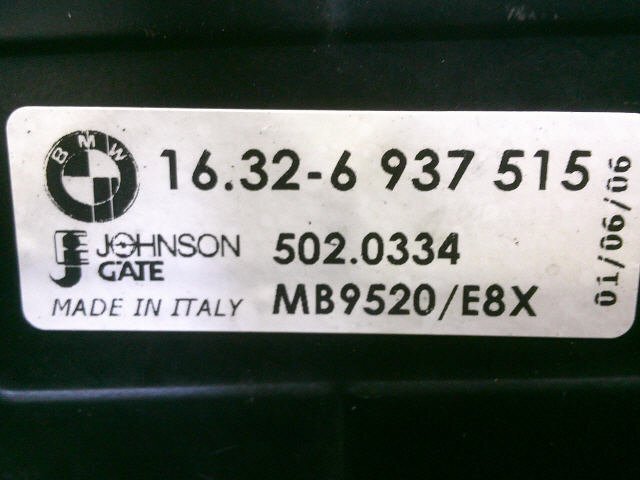 BMW
16.32-6 937 515
JOHNSON
GATE
502.0334
MADE IN ITALY
MB9520/E8X
01/06/06